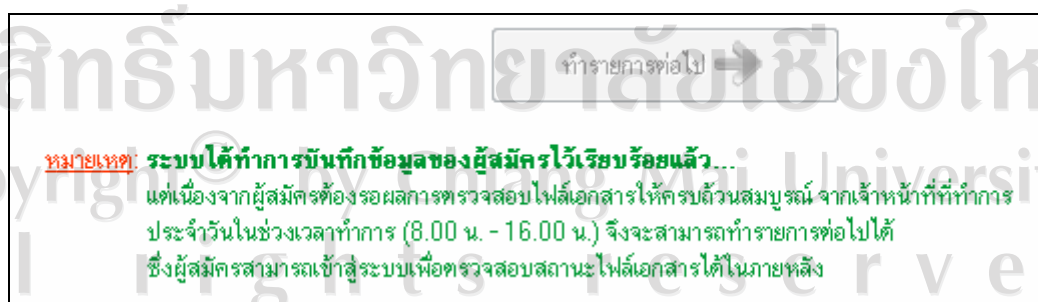 สิทธิ์มหาวิทยาลัยเชียงให
ทำรายการต่อไป
หมายเหตุ: ระบบได้ทำการบันทึกข้อมูลของผู้สมัครไว้เรียบร้อยแล้ว...
yright © by Chiang Mai Universi
แต่เนื่องจากผู้สมัครต้องรอผลการตรวจสอบไฟล์เอกสารให้ครบถ้วนสมบูรณ์ จากเจ้าหน้าที่ที่ทำการ
ประจำวันในช่วงเวลาทำการ (8.00 น. - 16.00 น.) จึงจะสามารถทำรายการต่อไปได้
ซึ่งผู้สมัครสามารถเข้าสู่ระบบเพื่อตรวจสอบสถานะไฟล์เอกสารได้ในภายหลัง
l rights reserve